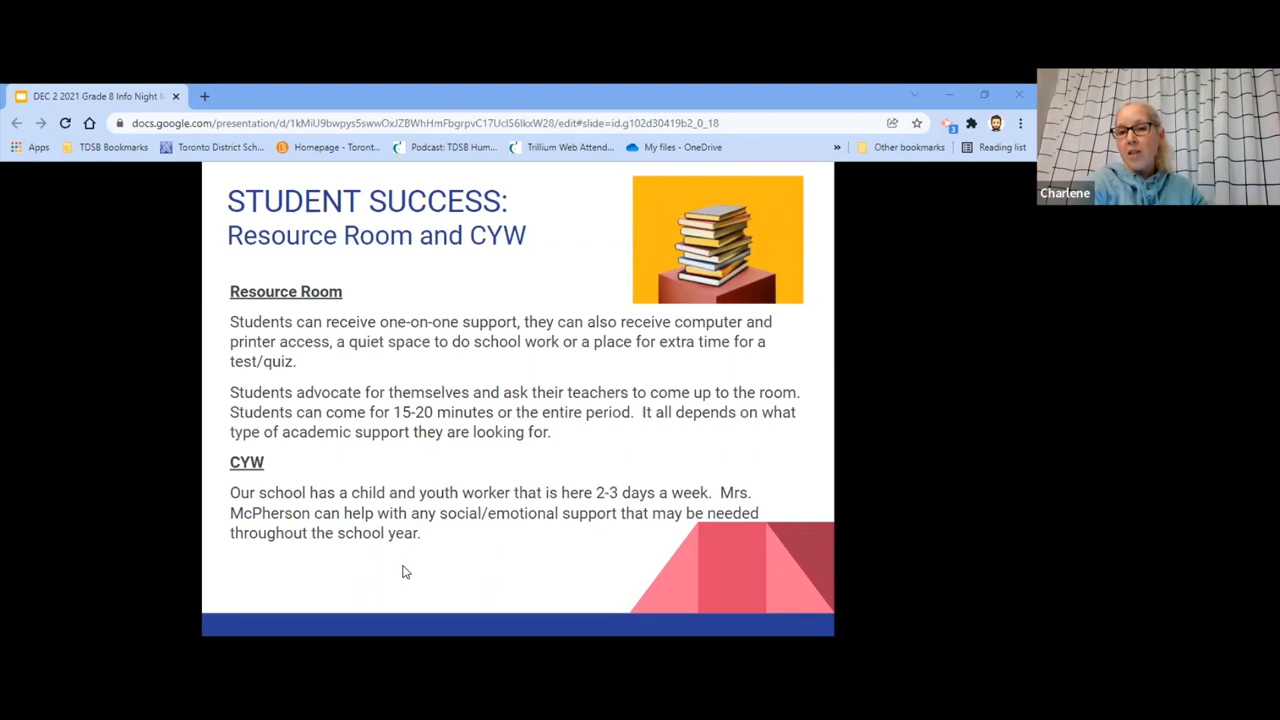 DEC 2 2021 Grade 8 Info Night
docs.google.com/presentation/d/1kMiU9bwpys5swwOxJZBWhHmFbgrpvC17UcI56IkxW28/edit#slide=id.g102d30419b2_0_18
3
Apps TDSB Bookmarks Toronto District Sch... Homepage - Toront... Podcast: TDSB Hum... Trillium Web Attend... My files - OneDrive » Other bookmarks Reading list
Charlene
STUDENT SUCCESS:
Resource Room and CYW
Resource Room
Students can receive one-on-one support, they can also receive computer and
printer access, a quiet space to do school work or a place for extra time for a
test/quiz.
Students advocate for themselves and ask their teachers to come up to the room.
Students can come for 15-20 minutes or the entire period. It all depends on what
type of academic support they are looking for.
CYW
Our school has a child and youth worker that is here 2-3 days a week. Mrs.
McPherson can help with any social/emotional support that may be needed
throughout the school year.